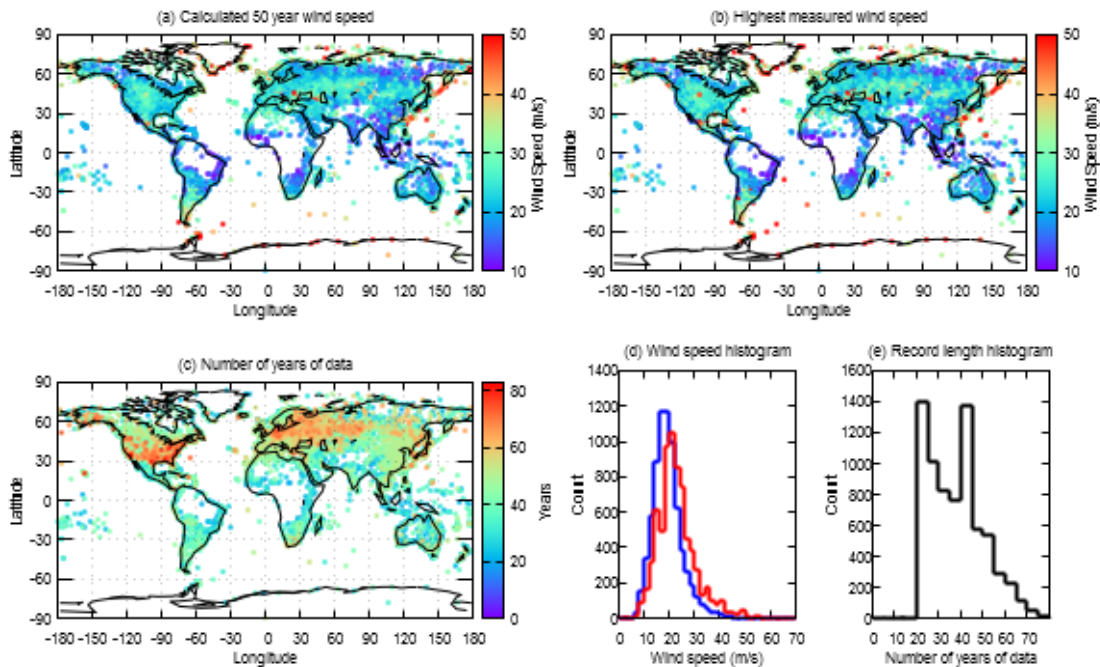 (a) Calculated 50 year wind speed
90
60
30
0
−30
−60
−90
Latitude
−180 −150 −120 −90 −60 −30 0 30 60 90 120 150 180
Longitude
50
40
30
20
10
Wind Speed (m/s)
(b) Highest measured wind speed
90
60
30
0
−30
−60
−90
Latitude
−180 −150 −120 −90 −60 −30 0 30 60 90 120 150 180
Longitude
50
40
30
20
10
Wind Speed (m/s)
(c) Number of years of data
90
60
30
0
−30
−60
−90
Latitude
−180 −150 −120 −90 −60 −30 0 30 60 90 120 150 180
Longitude
80
60
40
20
0
Years
(d) Wind speed histogram
1400
1200
1000
800
600
400
200
0
Count
0 10 20 30 40 50 60 70
Wind speed (m/s)
(e) Record length histogram
1600
1400
1200
1000
800
600
400
200
0
Count
0 10 20 30 40 50 60 70
Number of years of data